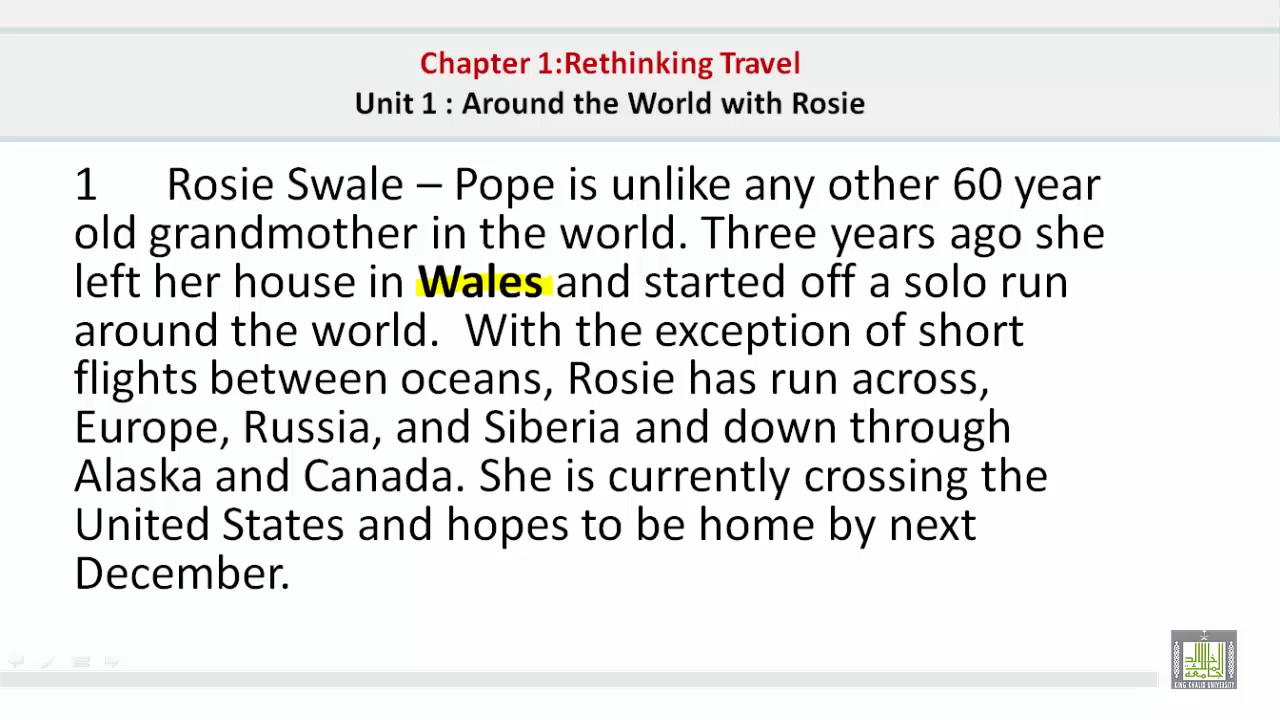 Chapter 1:Rethinking Travel
Unit 1 : Around the World with Rosie
1 Rosie Swale – Pope is unlike any other 60 year
old grandmother in the world. Three years ago she
left her house in Wales and started off a solo run
around the world. With the exception of short
flights between oceans, Rosie has run across,
Europe, Russia, and Siberia and down through
Alaska and Canada. She is currently crossing the
United States and hopes to be home by next
December.
KING KHALID UNIVERSITY